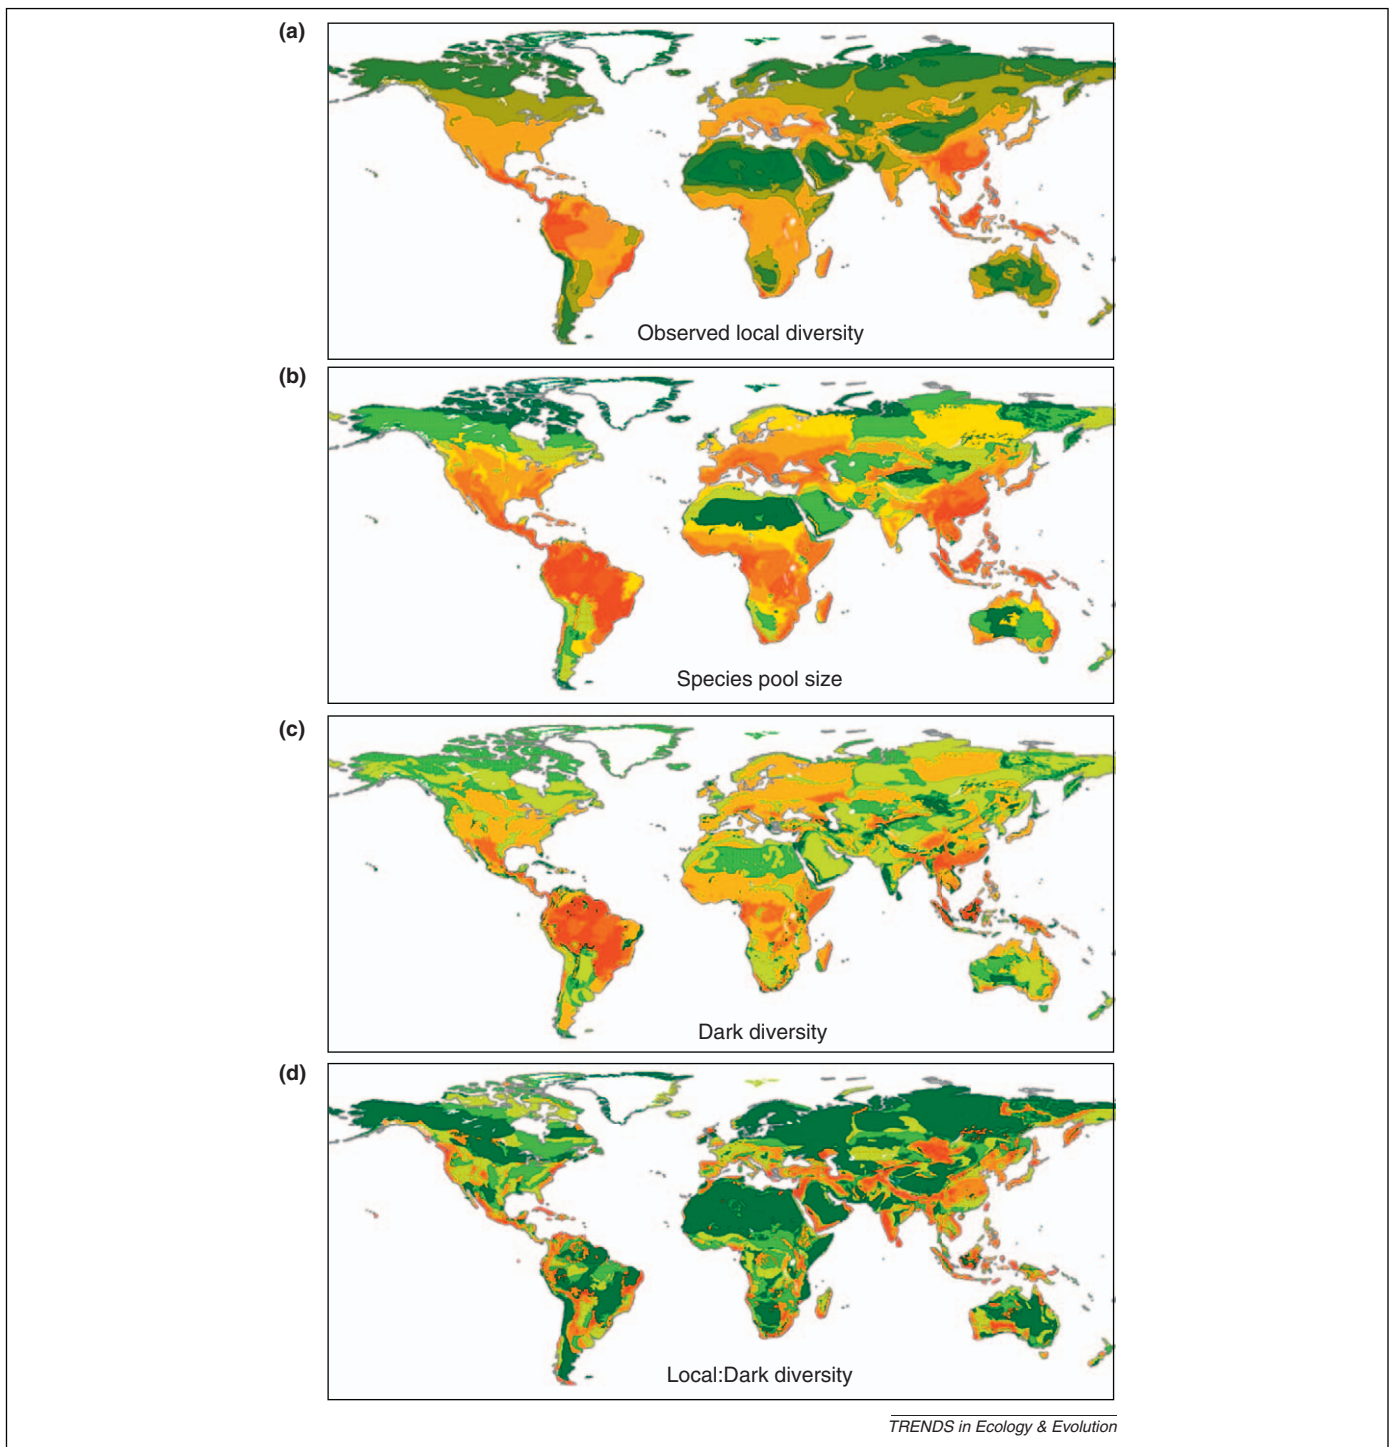 (a)
Observed local diversity
(b)
Species pool size
(c)
Dark diversity
(d)
Local:Dark diversity
TRENDS in Ecology & Evolution